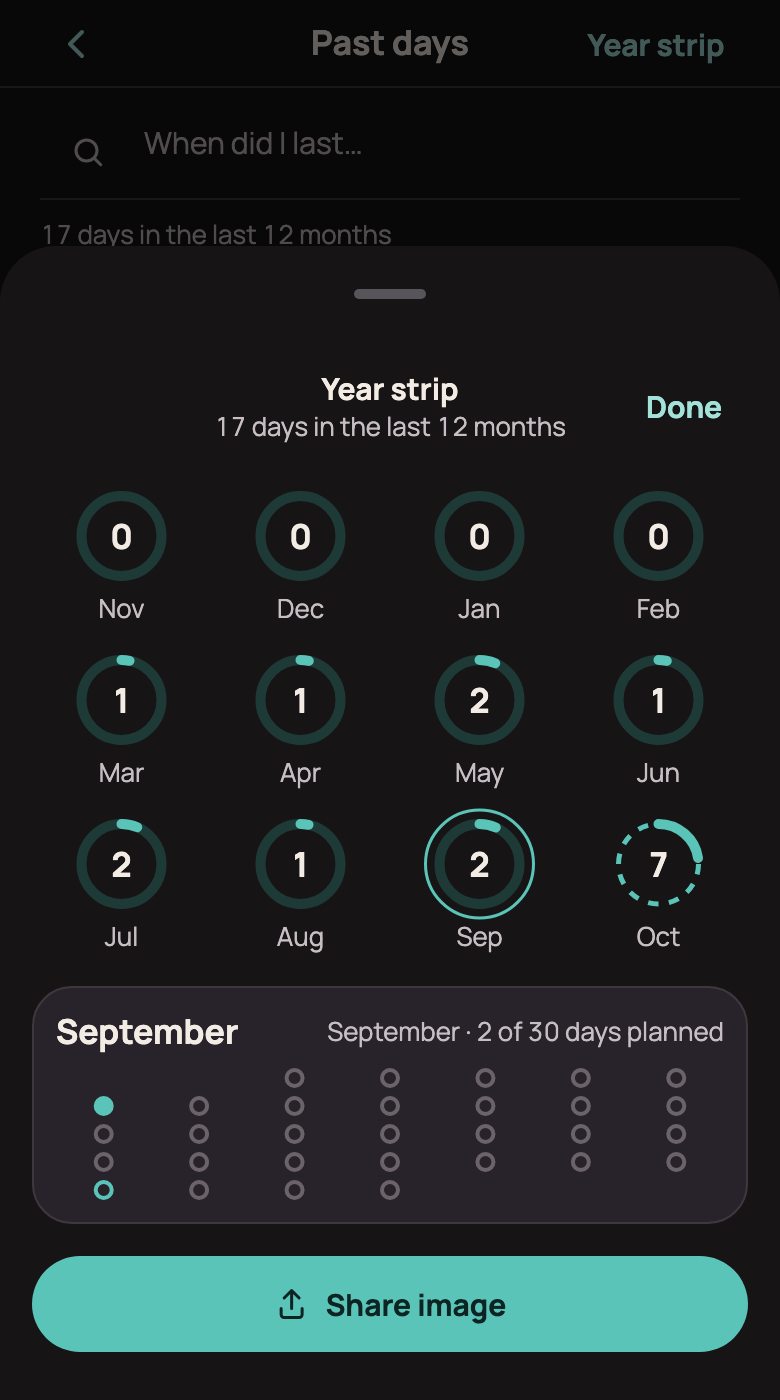 Past days
Year strip
When did I last…
17 days in the last 12 months
Year strip
17 days in the last 12 months
Done
0
0
0
0
Nov
Dec
Jan
Feb
1
1
2
1
Mar
Apr
May
Jun
2
1
2
7
Jul
Aug
Sep
Oct
September
September · 2 of 30 days planned
Share image